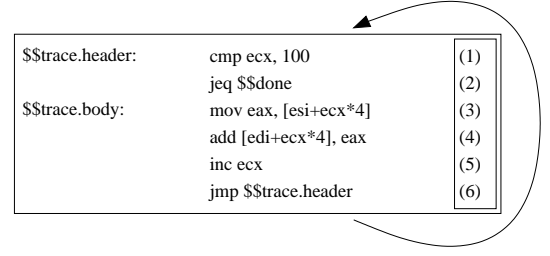 $$trace.header: cmp ecx, 100 (1)
jeq $$done (2)
$$trace.body: mov eax, [esi+ecx*4] (3)
add [edi+ecx*4], eax (4)
inc ecx (5)
jmp $$trace.header (6)